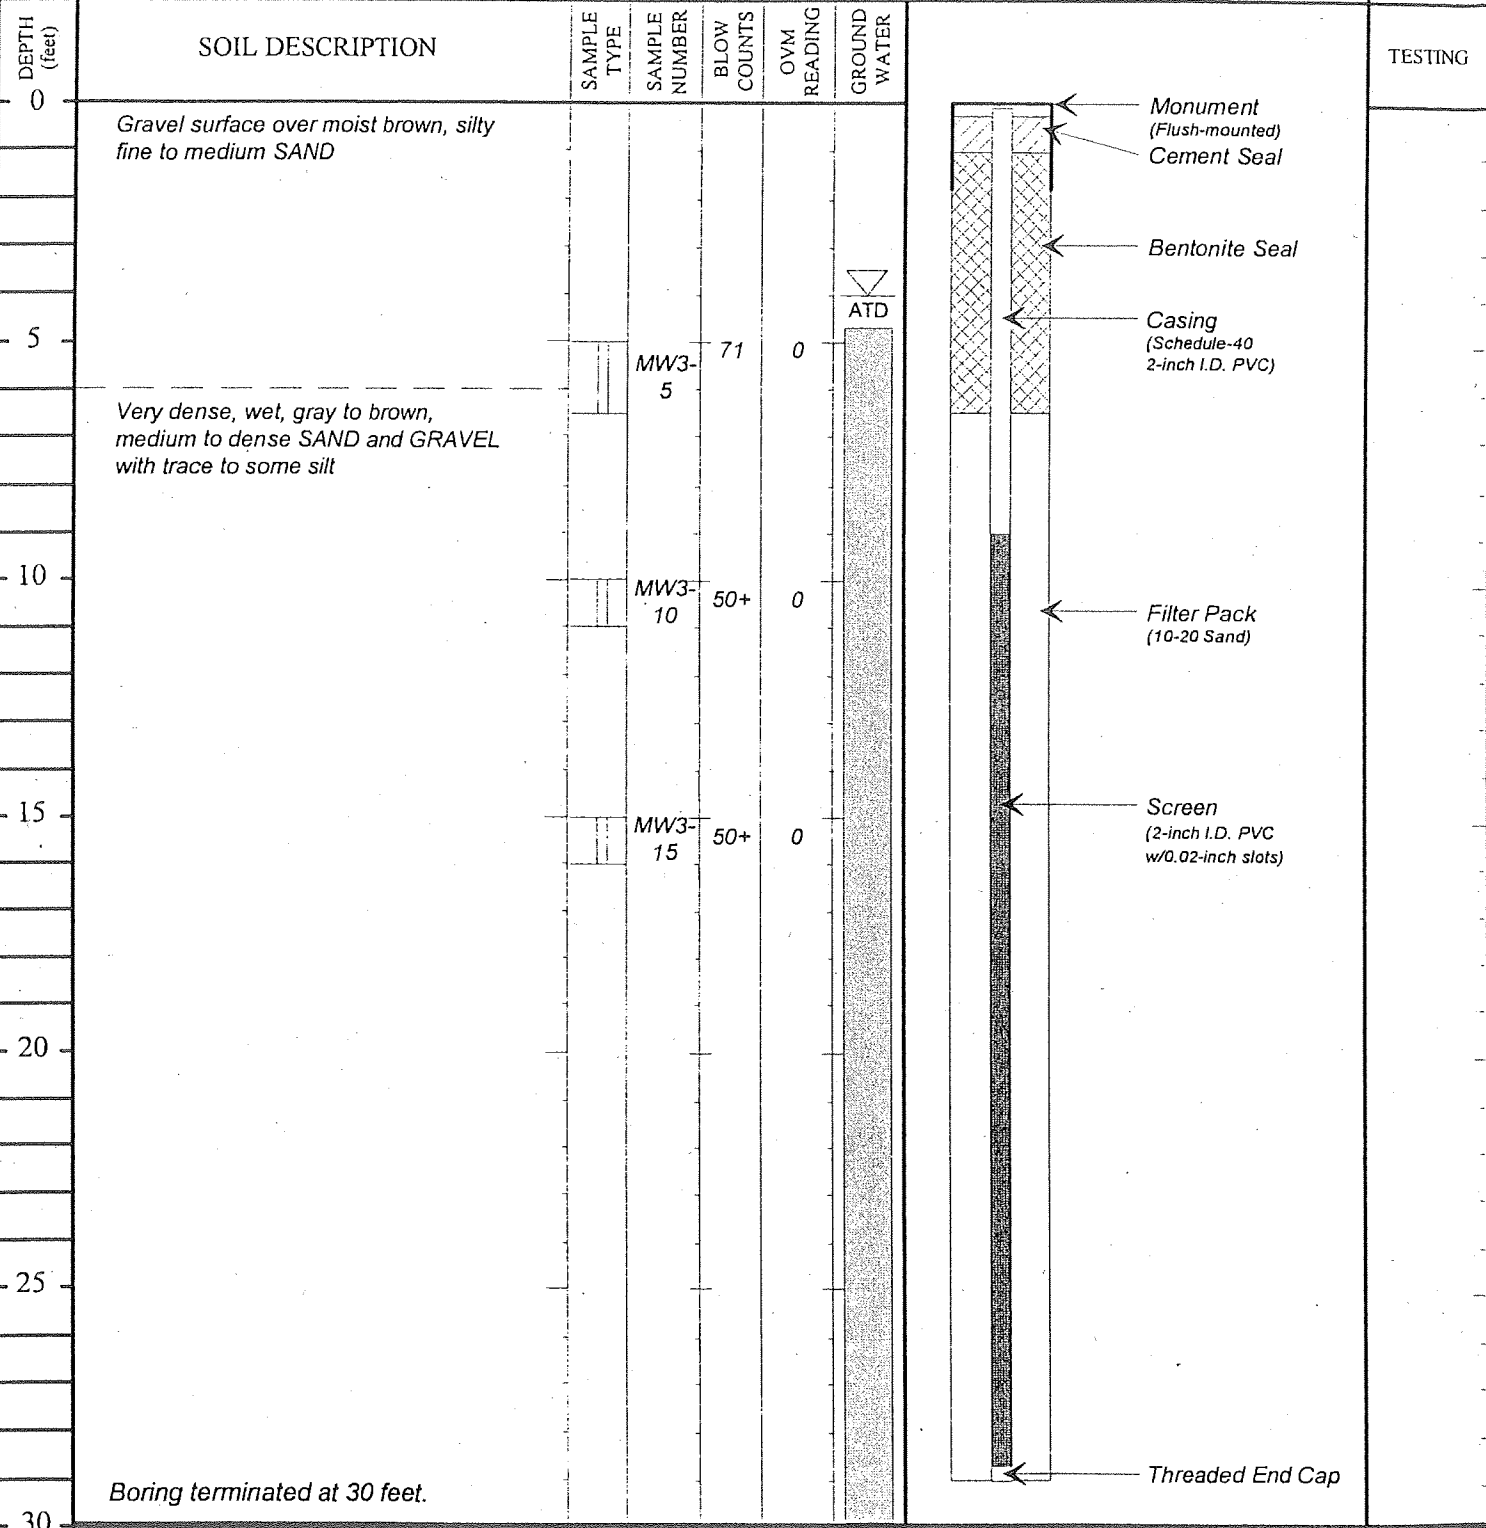 DEPTH
(feet)
SOIL DESCRIPTION
SAMPLE
TYPE
SAMPLE
NUMBER
BLOW
COUNTS
OVM
READING
GROUND
WATER
TESTING
0
Gravel surface over moist brown, silty
fine to medium SAND
Monument
(Flush-mounted)
Cement Seal
Bentonite Seal
ATD
Casing
(Schedule-40
2-inch I.D. PVC)
5
MW3-
5
71
0
Very dense, wet, gray to brown,
medium to dense SAND and GRAVEL
with trace to some silt
10
MW3-
10
50+
0
Filter Pack
(10-20 Sand)
15
MW3-
15
50+
0
Screen
(2-inch I.D. PVC
w/0.02-inch slots)
20
25
Threaded End Cap
Boring terminated at 30 feet.
30